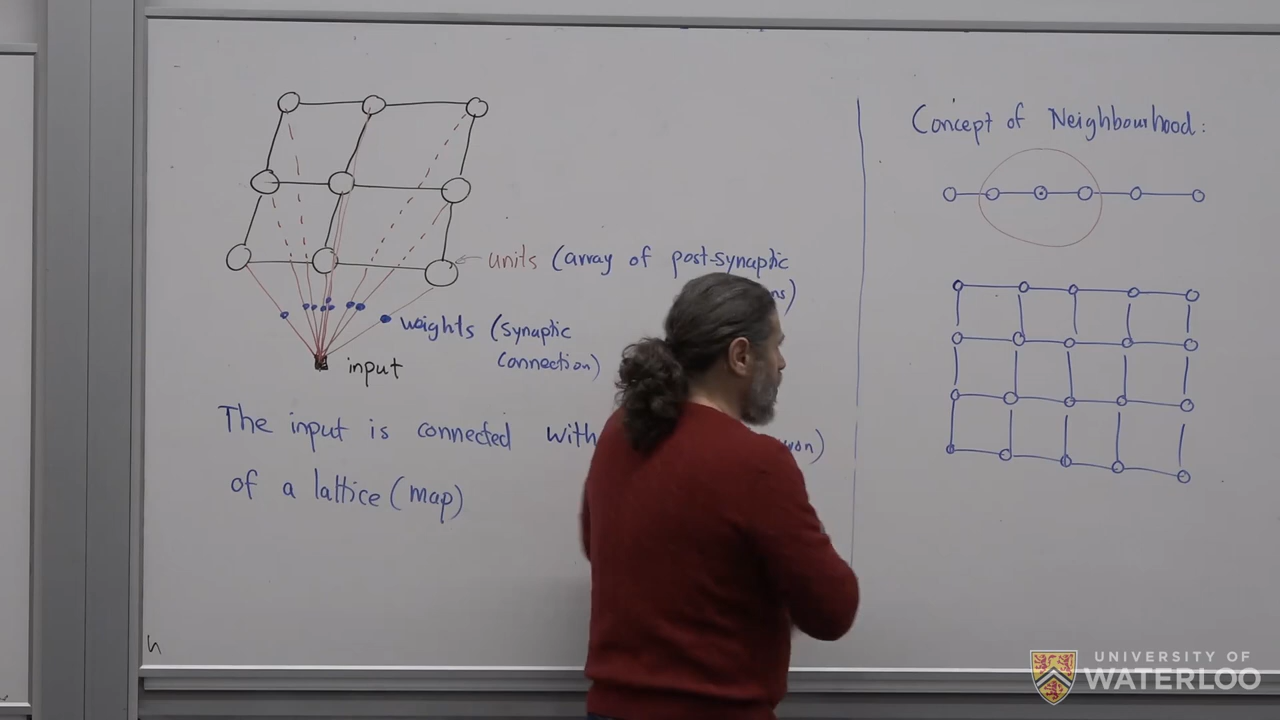 units (array of post-synaptic
ns)
weights (synaptic
connection)
input
The input is connected with
of a lattice (map)
Concept of Neighbourhood:
UNIVERSITY OF
WATERLOO